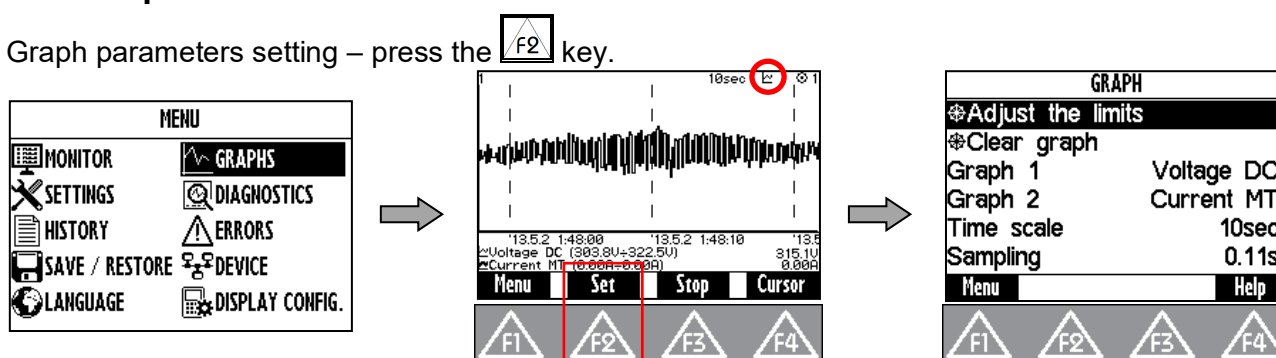 Graph parameters setting – press the F2 key.
MENU
MONITOR GRAPHS
SETTINGS DIAGNOSTICS
HISTORY ERRORS
SAVE / RESTORE DEVICE
LANGUAGE DISPLAY CONFIG.
1 10sec 1
'13.5.2 1:48:00 '13.5.2 1:48:10 '13.5
Voltage DC (303.8V÷322.5V) 315.1V
Current MT (0.00A÷0.00A) 0.00A
Menu Set Stop Cursor
F1 F2 F3 F4
GRAPH
Adjust the limits
Clear graph
Graph 1 Voltage DC
Graph 2 Current MT
Time scale 10sec
Sampling 0.11s
Menu Help
F1 F2 F3 F4